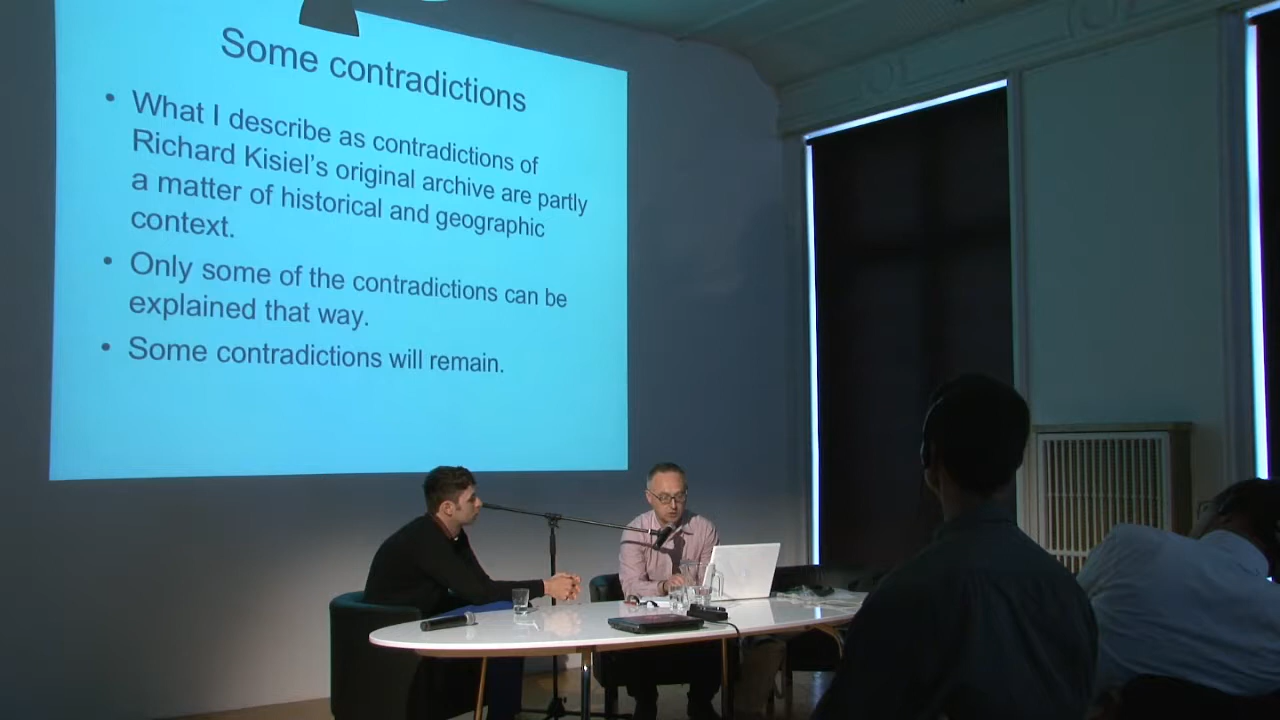 Some contradictions
• What I describe as contradictions of
Richard Kisiel's original archive are partly
a matter of historical and geographic
context.
• Only some of the contradictions can be
explained that way.
• Some contradictions will remain.